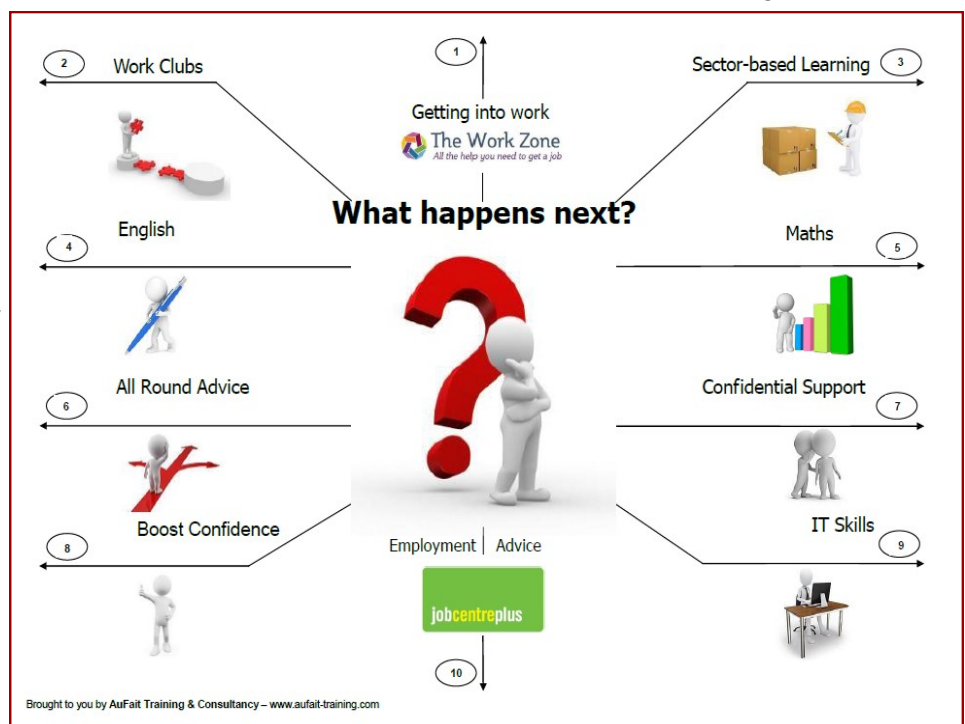 1
2
Work Clubs
Sector-based Learning
3
Getting into work
The Work Zone
All the help you need to get a job
What happens next?
English
4
Maths
5
All Round Advice
6
Confidential Support
7
Boost Confidence
8
IT Skills
9
Employment Advice
jobcentreplus
10
Brought to you by AuFait Training & Consultancy – www.aufait-training.com